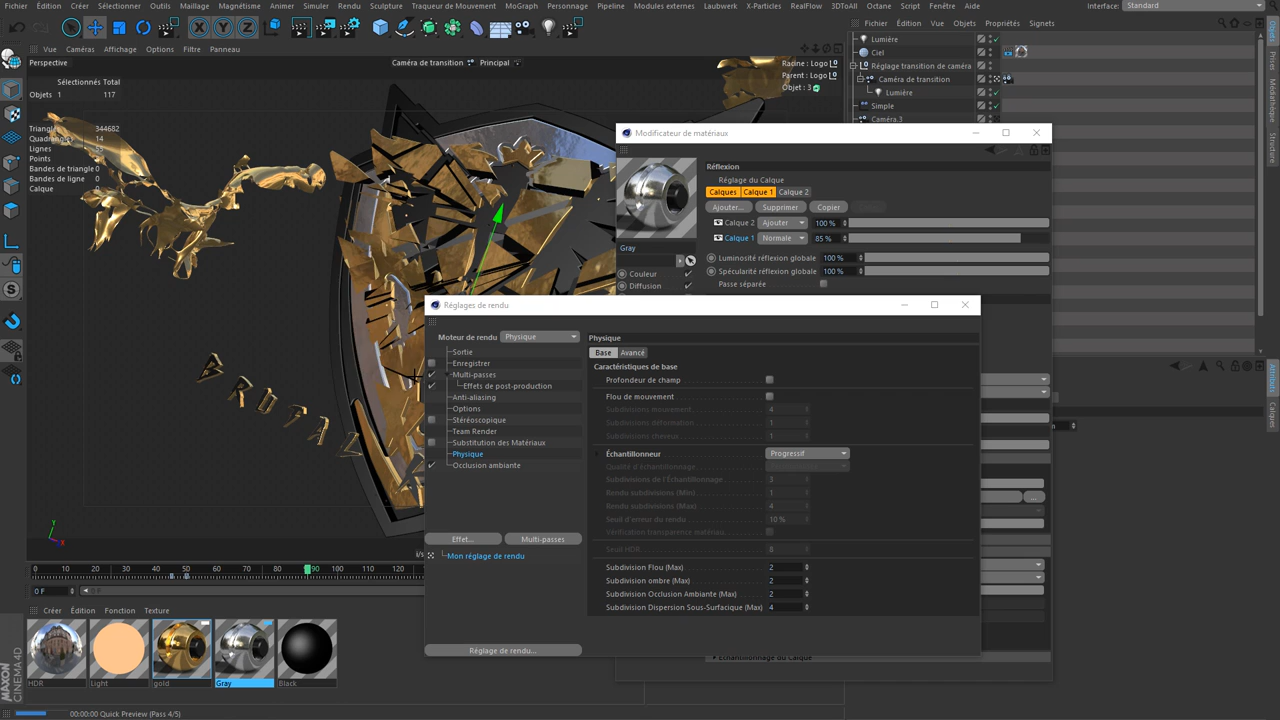 Fichier Édition Créer Sélectionner Outils Maillage Magnétisme Animer Simuler Rendu Sculpture Traqueur de Mouvement MoGraph Personnage Pipeline Modules externes Laubwerk X-Particles RealFlow 3DToAll Script Fenêtre Aide Interface: Standard
Fichier Édition Vue Objets Propriétés Signets
Vue Caméras Affichage Options Filtre Panneau
Perspective
Caméra de transition Principal
Racine : Logo
Parent : Logo
Objet : 3
Sélectionnés Total
Objets 1 117
Triangles 344682
Quadrangles 14
Lignes 55
Points
Bandes de triangle 0
Bandes de ligne 0
Calque 0
Lumière
Ciel
Réglage transition de caméra
Caméra de transition
Lumière
Simple
Caméra.3
Objets
Prises
Médiathèque
Structure
Attributs
Calques
Modificateur de matériaux
Réflexion
Réglage du Calque
Calques Calque 1 Calque 2
Ajouter... Supprimer Copier
Calque 2 Ajouter 100 %
Calque 1 Normale 85 %
Luminosité réflexion globale 100 %
Spécularité réflexion globale 100 %
Passe séparée
Gray
Couleur
Diffusion
Réglages de rendu
Moteur de rendu Physique
Sortie
Enregistrer
Multi-passes
Effets de post-production
Anti-aliasing
Options
Stéréoscopique
Team Render
Substitution des Matériaux
Physique
Occlusion ambiante
Effet... Multi-passes
Mon réglage de rendu
Réglage de rendu...
Physique
Base Avancé
Caractéristiques de base
Profondeur de champ
Flou de mouvement
Subdivisions mouvement 4
Subdivisions déformation 1
Subdivisions cheveux 1
Échantillonneur Progressif
Qualité d'échantillonnage
Subdivisions de l'Échantillonnage 3
Rendu subdivisions (Min) 1
Rendu subdivisions (Max) 4
Seuil d'erreur du rendu 10 %
Vérification transparence matériau
Seuil HDR 8
Subdivision Flou (Max) 2
Subdivision ombre (Max) 2
Subdivision Occlusion Ambiante (Max) 2
Subdivision Dispersion Sous-Surfacique (Max) 4
Échantillonnage du Calque
0 10 20 30 40 50 60 70 80 90 100 110 120
0 F
Créer Édition Fonction Texture
HDR Light gold Gray Black
MAXON
CINEMA 4D
00:00:00 Quick Preview (Pass 4/5)